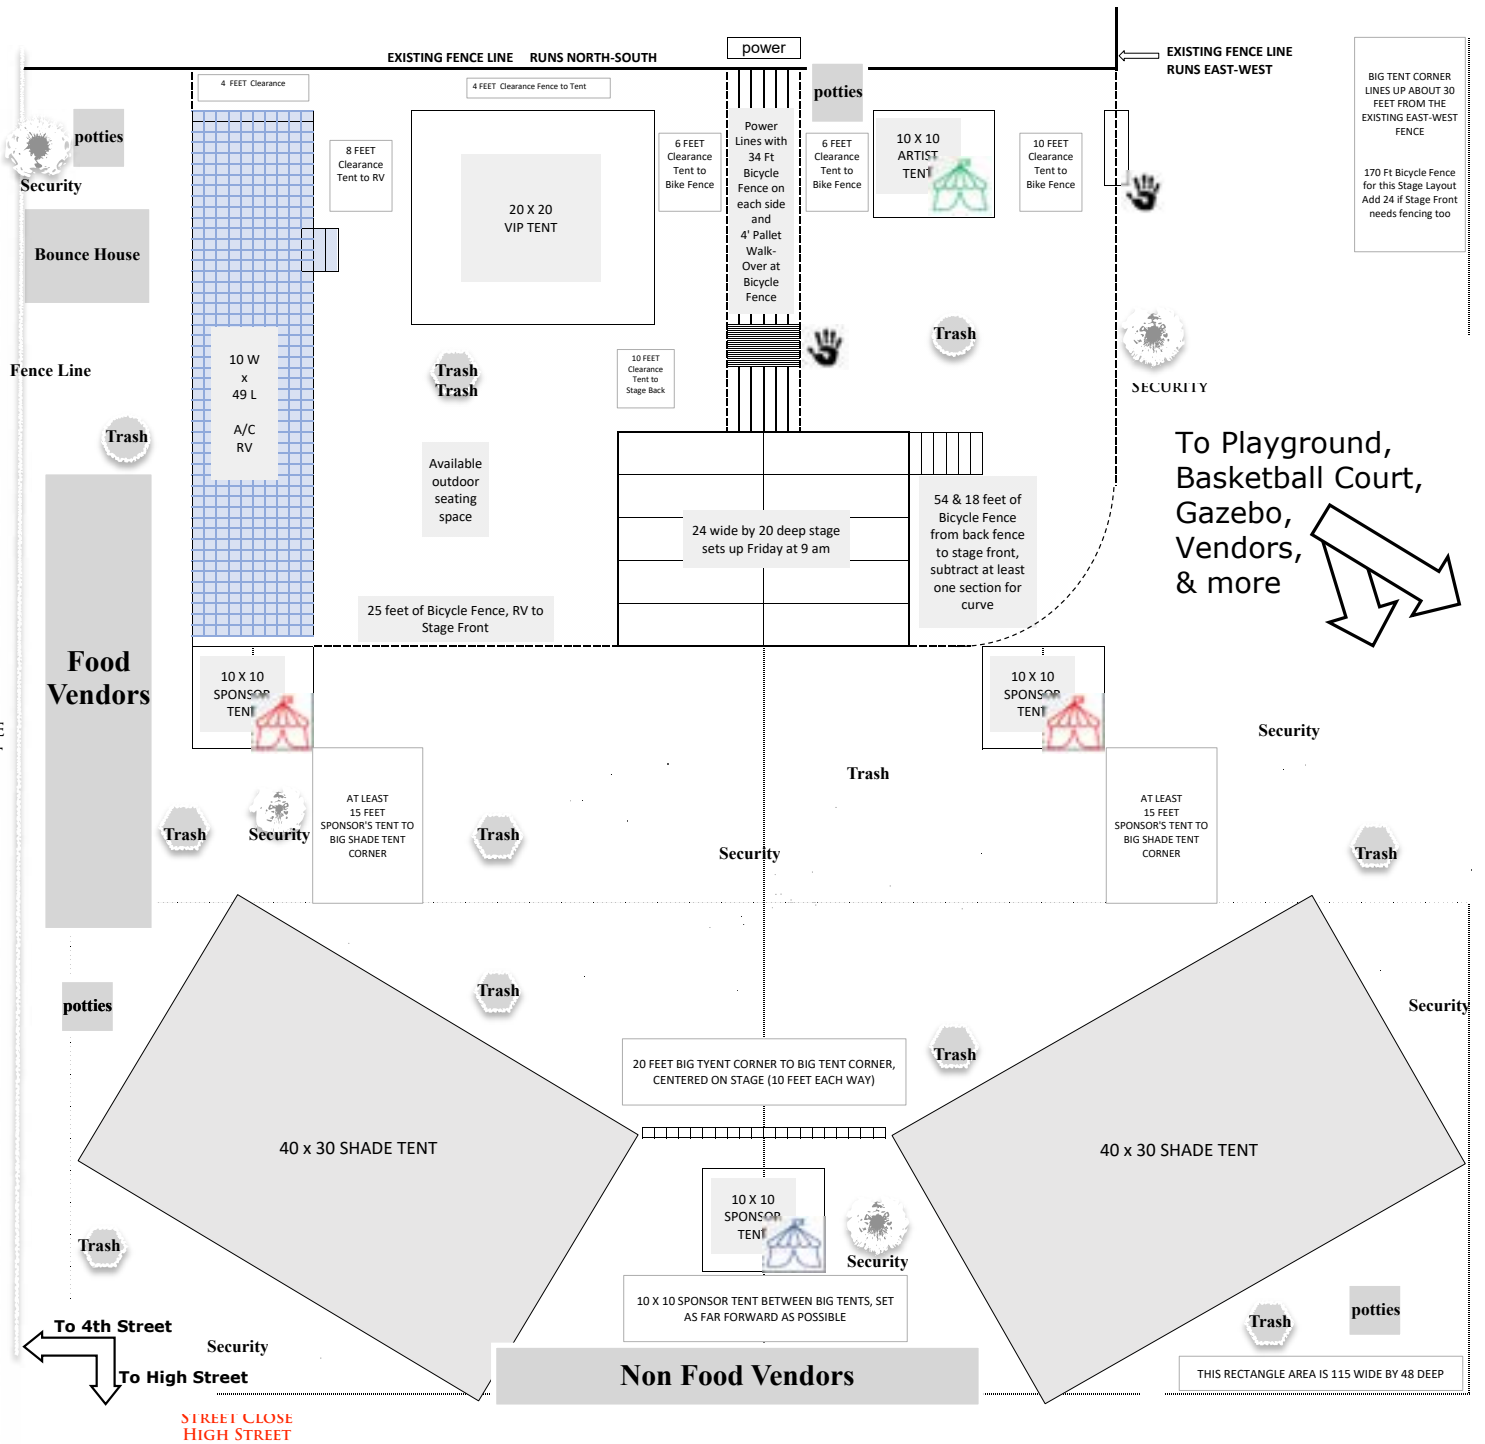 power
EXISTING FENCE LINE RUNS NORTH-SOUTH
EXISTING FENCE LINE
RUNS EAST-WEST
4 FEET Clearance
4 FEET Clearance Fence to Tent
potties
BIG TENT CORNER
LINES UP ABOUT 30
FEET FROM THE
EXISTING EAST-WEST
FENCE
170 Ft Bicycle Fence
for this Stage Layout
Add 24 if Stage Front
needs fencing too
potties
Security
8 FEET
Clearance
Tent to RV
20 X 20
VIP TENT
6 FEET
Clearance
Tent to
Bike Fence
Power
Lines with
34 Ft
Bicycle
Fence on
each side
and
4' Pallet
Walk-
Over at
Bicycle
Fence
6 FEET
Clearance
Tent to
Bike Fence
10 X 10
ARTIST
TENT
10 FEET
Clearance
Tent to
Bike Fence
Bounce House
Fence Line
10 W
x
49 L
A/C
RV
Trash
Trash
10 FEET
Clearance
Tent to
Stage Back
Trash
SECURITY
Trash
Available
outdoor
seating
space
24 wide by 20 deep stage
sets up Friday at 9 am
54 & 18 feet of
Bicycle Fence
from back fence
to stage front,
subtract at least
one section for
curve
To Playground,
Basketball Court,
Gazebo,
Vendors,
& more
25 feet of Bicycle Fence, RV to
Stage Front
Food
Vendors
10 X 10
SPONSOR
TENT
10 X 10
SPONSOR
TENT
Security
Trash
AT LEAST
15 FEET
SPONSOR'S TENT TO
BIG SHADE TENT
CORNER
AT LEAST
15 FEET
SPONSOR'S TENT TO
BIG SHADE TENT
CORNER
Trash
Security
Trash
Security
Trash
Trash
potties
Security
20 FEET BIG TYENT CORNER TO BIG TENT CORNER,
CENTERED ON STAGE (10 FEET EACH WAY)
Trash
40 x 30 SHADE TENT
40 x 30 SHADE TENT
10 X 10
SPONSOR
TENT
Security
Trash
10 X 10 SPONSOR TENT BETWEEN BIG TENTS, SET
AS FAR FORWARD AS POSSIBLE
potties
Trash
To 4th Street
Security
To High Street
Non Food Vendors
THIS RECTANGLE AREA IS 115 WIDE BY 48 DEEP
STREET CLOSE
HIGH STREET